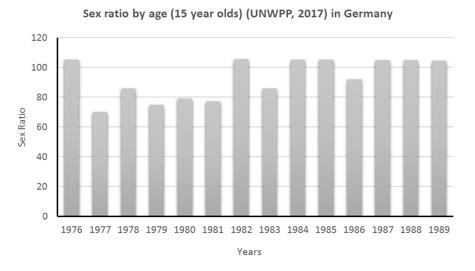 Sex ratio by age (15 year olds) (UNWPP, 2017) in Germany
120
100
80
60
40
20
0
Sex Ratio
1976 1977 1978 1979 1980 1981 1982 1983 1984 1985 1986 1987 1988 1989
Years